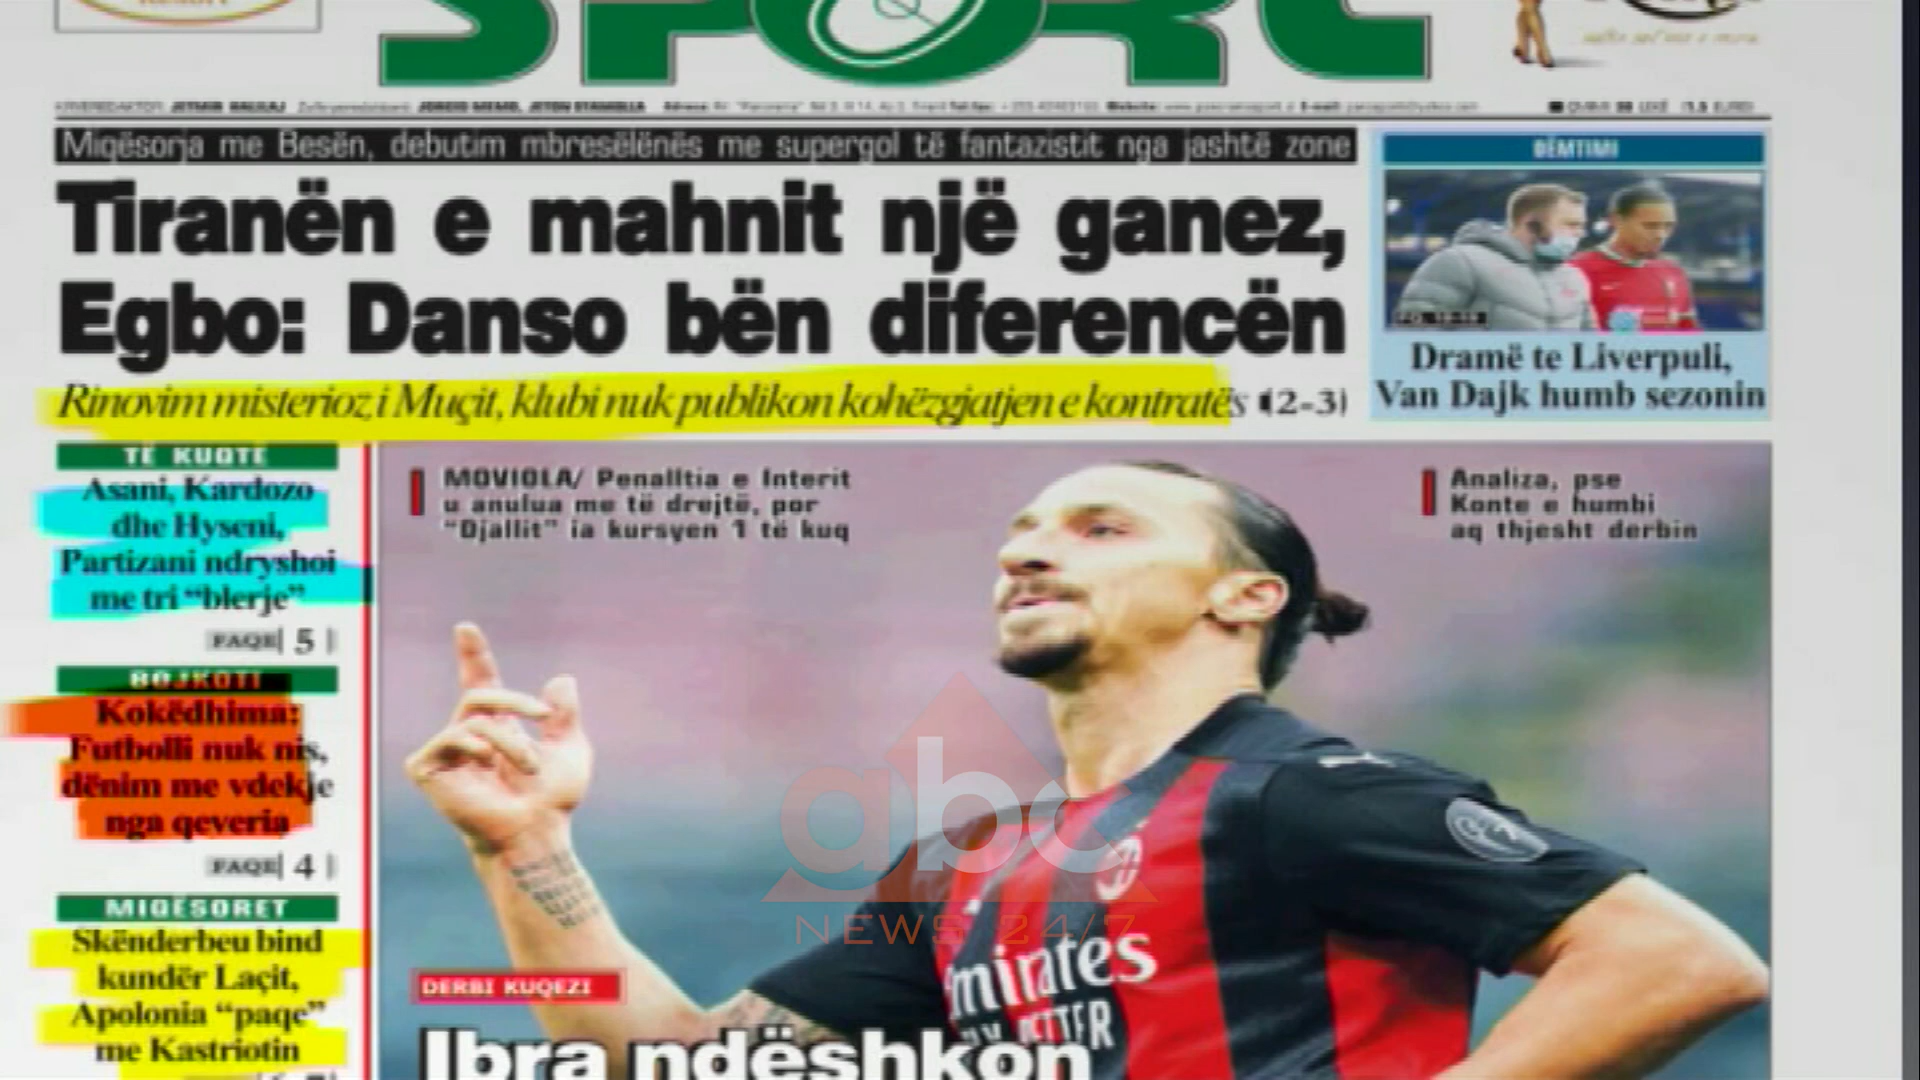 SPORT
Miqësorja me Besën, debutim mbresëlënës me supergol të fantazistit nga jashtë zone
Tiranën e mahnit një ganez,
Egbo: Danso bën diferencën
Rinovim misterioz i Muçit, klubi nuk publikon kohëzgjatjen e kontratës (2-3)
DËMTIMI
Dramë te Liverpuli,
Van Dajk humb sezonin
TË KUQTË
Asani, Kardozo
dhe Hyseni,
Partizani ndryshoi
me tri “blerje”
FAQE 5
BOJKOTI
Kokëdhima:
Futbolli nuk nis,
dënim me vdekje
nga qeveria
FAQE 4
MIQËSORET
Skënderbeu bind
kundër Laçit,
Apolonia “paqe”
me Kastriotin
MOVIOLA/ Penalltia e Interit
u anulua me të drejtë, por
“Djallit” ia kursyen 1 të kuq
Analiza, pse
Konte e humbi
aq thjesht derbin
abc
NEWS 24/7
Emirates
FLY BETTER
DERBI KUQEZI
Ibra ndëshkon